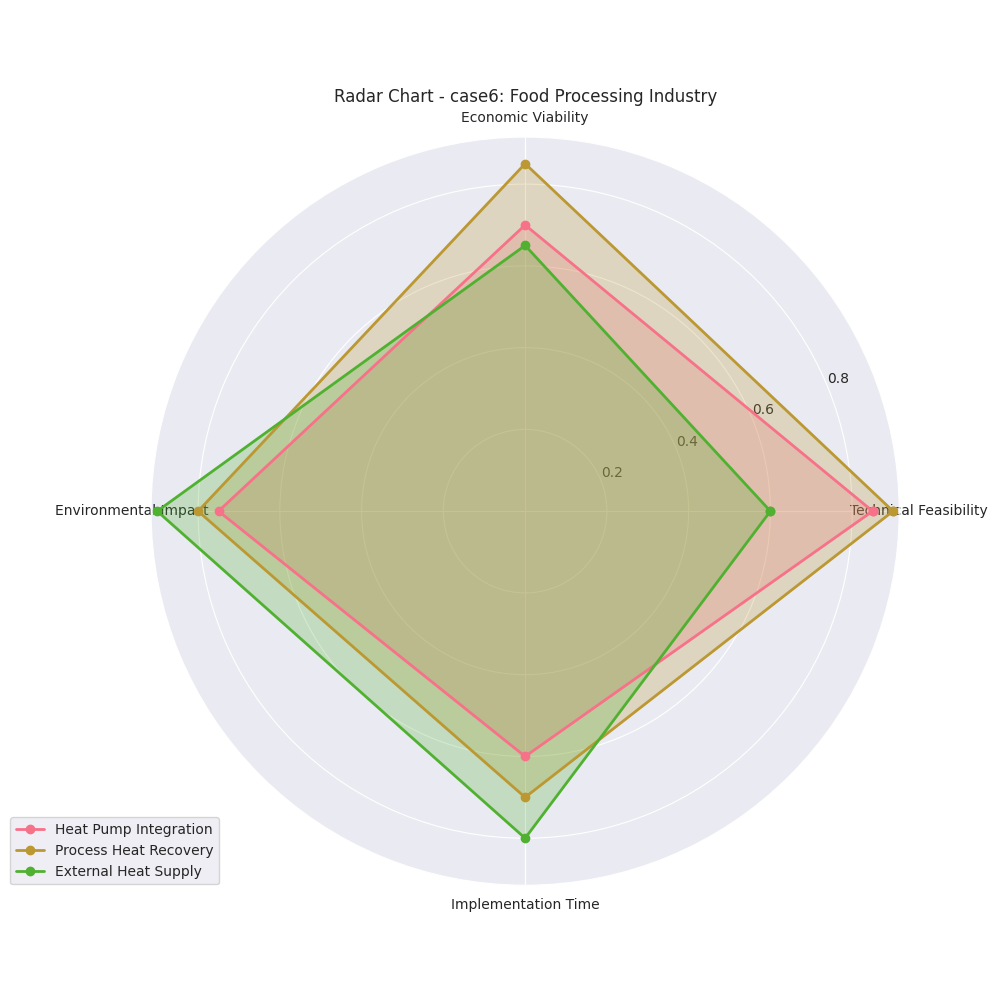 Radar Chart - case6: Food Processing Industry
Economic Viability
0.8
0.6
0.4
0.2
Environmental Impact
Technical Feasibility
Implementation Time
Heat Pump Integration
Process Heat Recovery
External Heat Supply